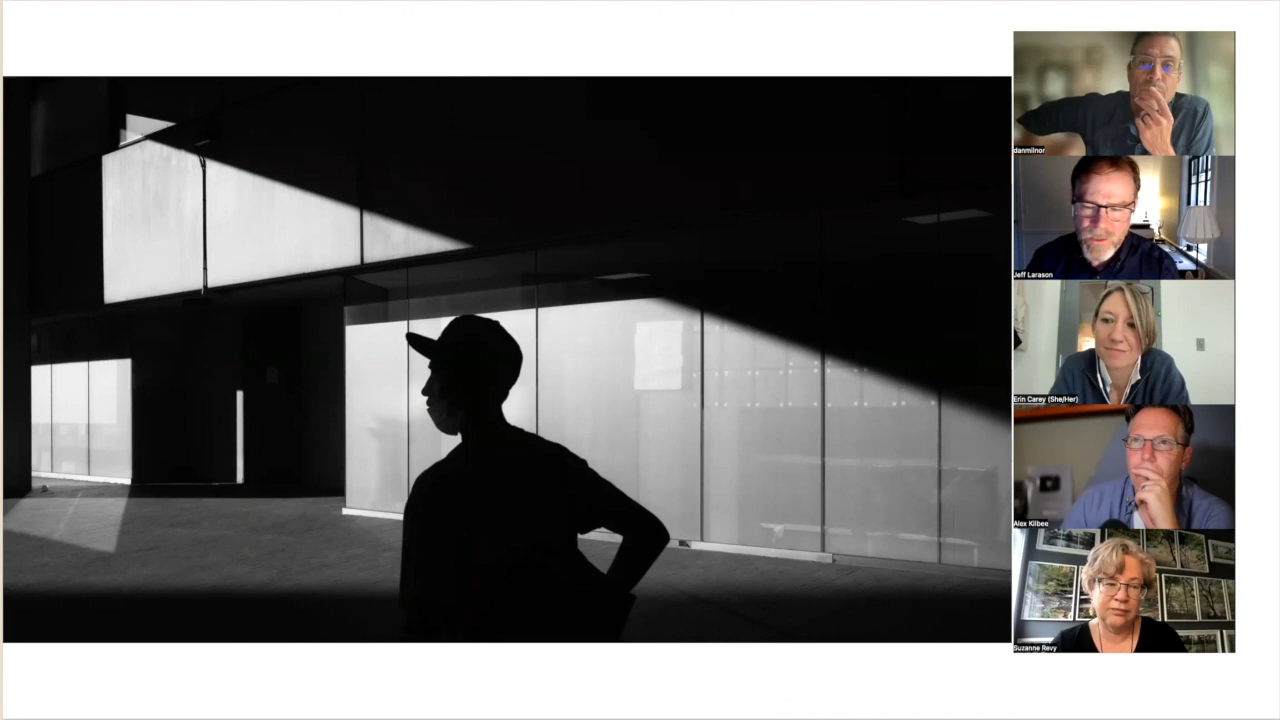 danmilnor
Jeff Larason
Erin Carey (She/Her)
Alex Kilbee
Suzanne Revy